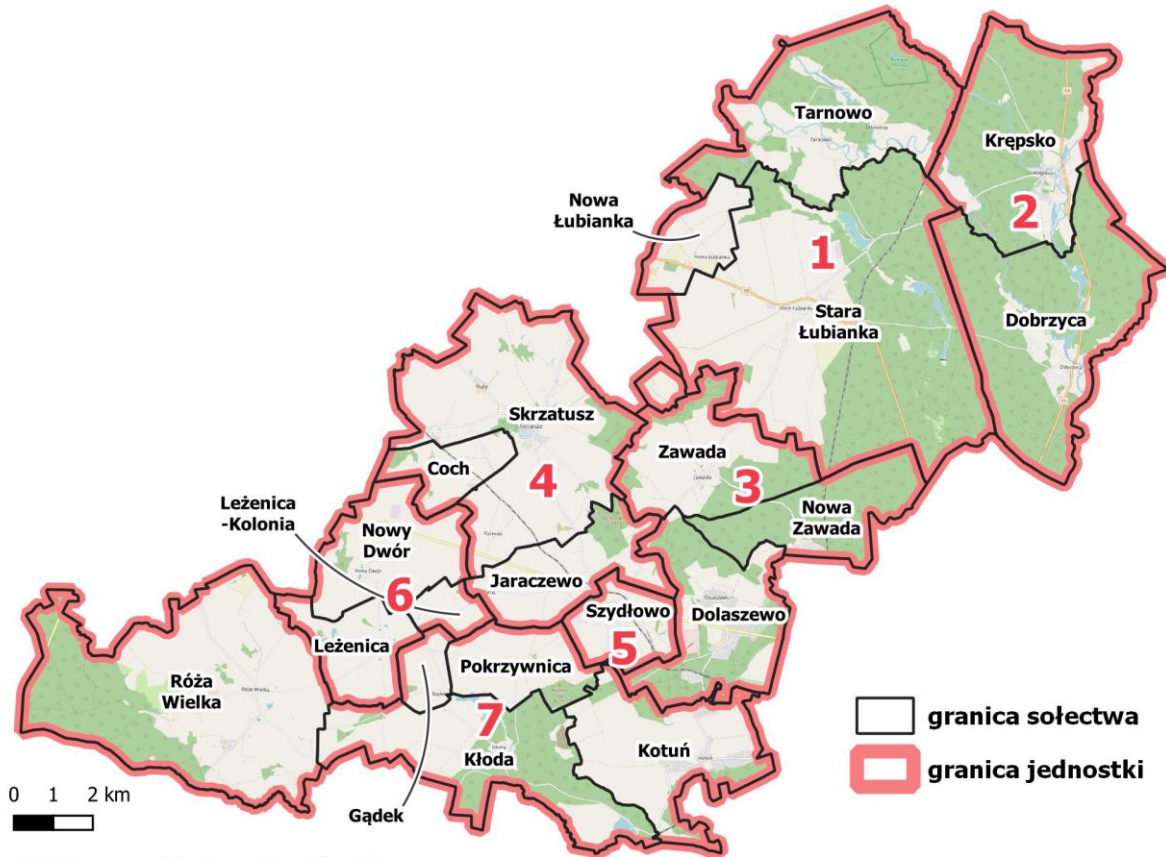 Tarnowo
Krępsko
Nowa
Łubianka
2
1
Stara
Łubianka
Dobrzyca
Skrzatusz
Zawada
Coch
4
3
Leżenica
-Kolonia
Nowa
Zawada
Nowy
Dwór
Jaraczewo
6
Szydłowo
Dolaszewo
5
Leżenica
Pokrzywnica
Róża
Wielka
7
Kłoda
Kotuń
Gądek
granica sołectwa
granica jednostki
0 1 2 km